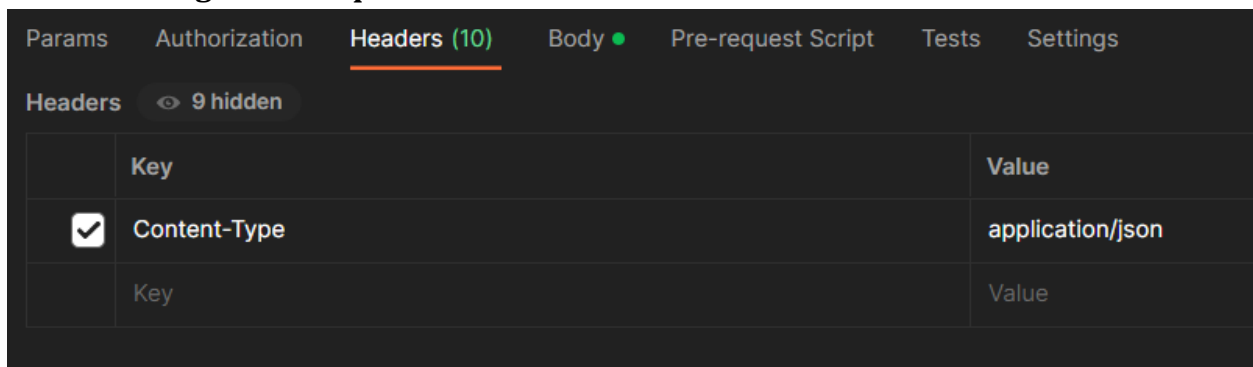 Params Authorization Headers (10) Body Pre-request Script Tests Settings
Headers 9 hidden
Key Value
Content-Type application/json
Key Value